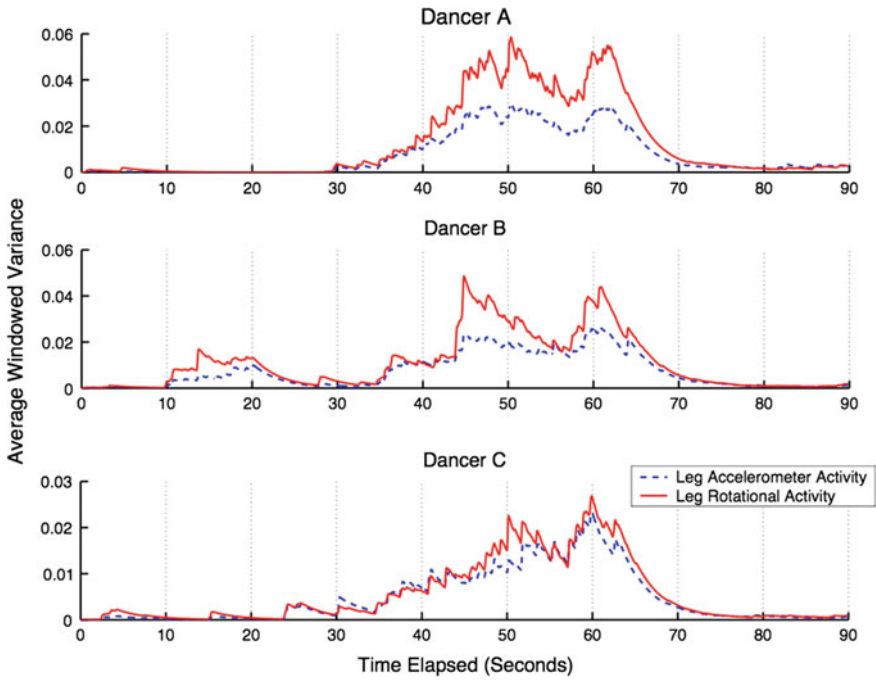 Dancer A
0.06
0.04
0.02
0
0 10 20 30 40 50 60 70 80 90
Dancer B
0.06
0.04
0.02
0
0 10 20 30 40 50 60 70 80 90
Average Windowed Variance
Dancer C
0.03
0.02
0.01
0
Leg Accelerometer Activity
Leg Rotational Activity
0 10 20 30 40 50 60 70 80 90
Time Elapsed (Seconds)